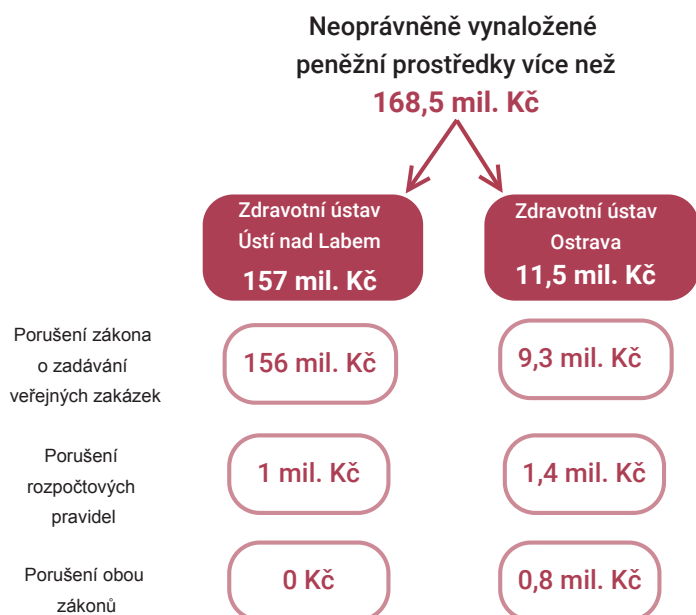 Neoprávněně vynaložené
peněžní prostředky více než
168,5 mil. Kč
Zdravotní ústav
Ústí nad Labem
157 mil. Kč
Zdravotní ústav
Ostrava
11,5 mil. Kč
Porušení zákona
o zadávání
veřejných zakázek
156 mil. Kč
9,3 mil. Kč
Porušení
rozpočtových
pravidel
1 mil. Kč
1,4 mil. Kč
Porušení obou
zákonů
0 Kč
0,8 mil. Kč